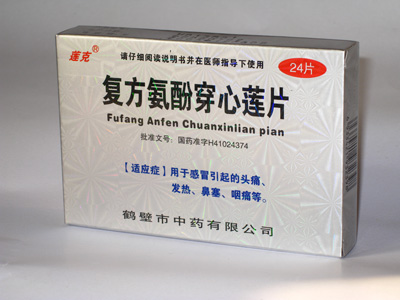 莲克®
请仔细阅读说明书并在医师指导下使用
24片
复方氨酚穿心莲片
Fufang Anfen Chuanxinlian pian
批准文号：国药准字H41024374
【适应症】用于感冒引起的头痛、
发热、鼻塞、咽痛等。
鹤壁市中药有限公司